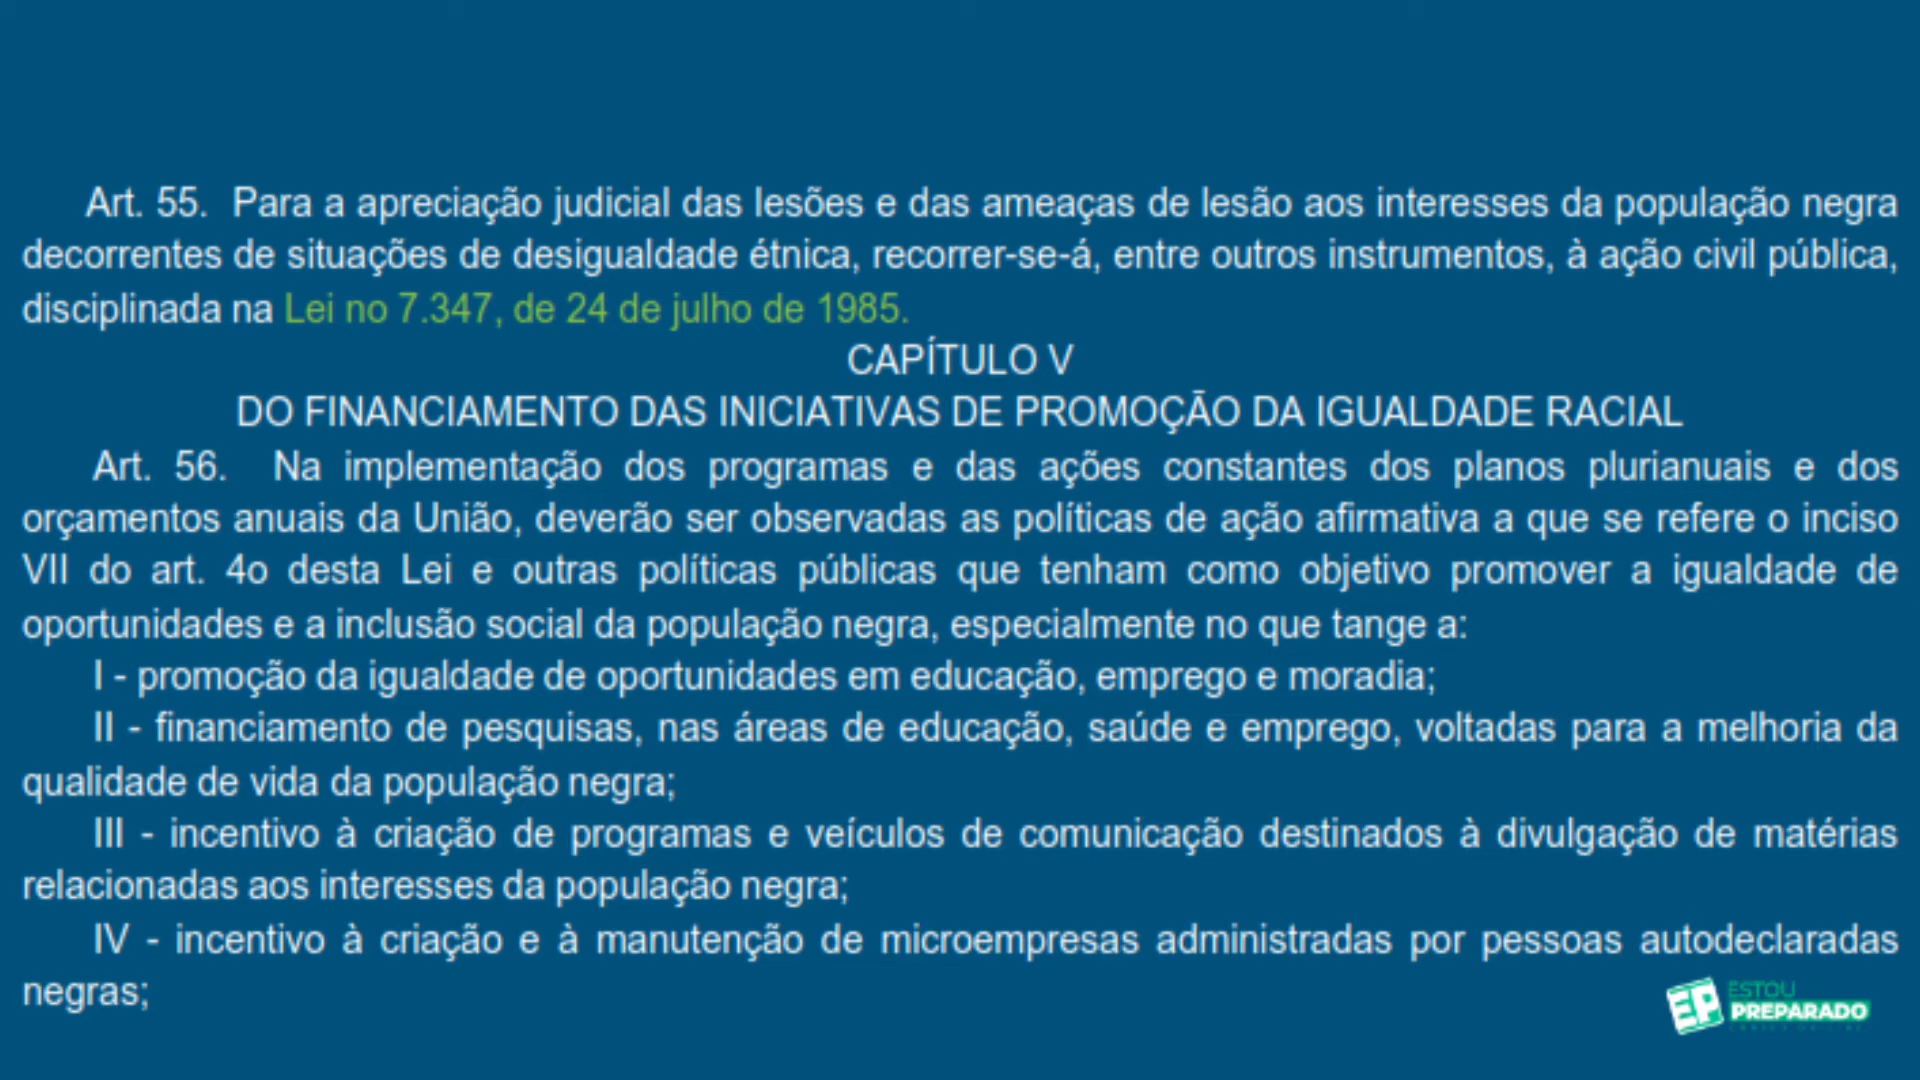 Art. 55. Para a apreciação judicial das lesões e das ameaças de lesão aos interesses da população negra
decorrentes de situações de desigualdade étnica, recorrer-se-á, entre outros instrumentos, à ação civil pública,
disciplinada na Lei no 7.347, de 24 de julho de 1985.
CAPÍTULO V
DO FINANCIAMENTO DAS INICIATIVAS DE PROMOÇÃO DA IGUALDADE RACIAL
Art. 56. Na implementação dos programas e das ações constantes dos planos plurianuais e dos
orçamentos anuais da União, deverão ser observadas as políticas de ação afirmativa a que se refere o inciso
VII do art. 4o desta Lei e outras políticas públicas que tenham como objetivo promover a igualdade de
oportunidades e a inclusão social da população negra, especialmente no que tange a:
I - promoção da igualdade de oportunidades em educação, emprego e moradia;
II - financiamento de pesquisas, nas áreas de educação, saúde e emprego, voltadas para a melhoria da
qualidade de vida da população negra;
III - incentivo à criação de programas e veículos de comunicação destinados à divulgação de matérias
relacionadas aos interesses da população negra;
IV - incentivo à criação e à manutenção de microempresas administradas por pessoas autodeclaradas
negras;
EP ESTOU
PREPARADO